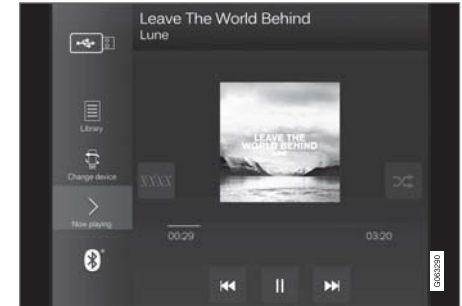 Leave The World Behind
Lune
Library
Change device
Now playing
LEAVE THE
WORLD BEHIND
LUNE
XXXX
00:29
03:20
G063290